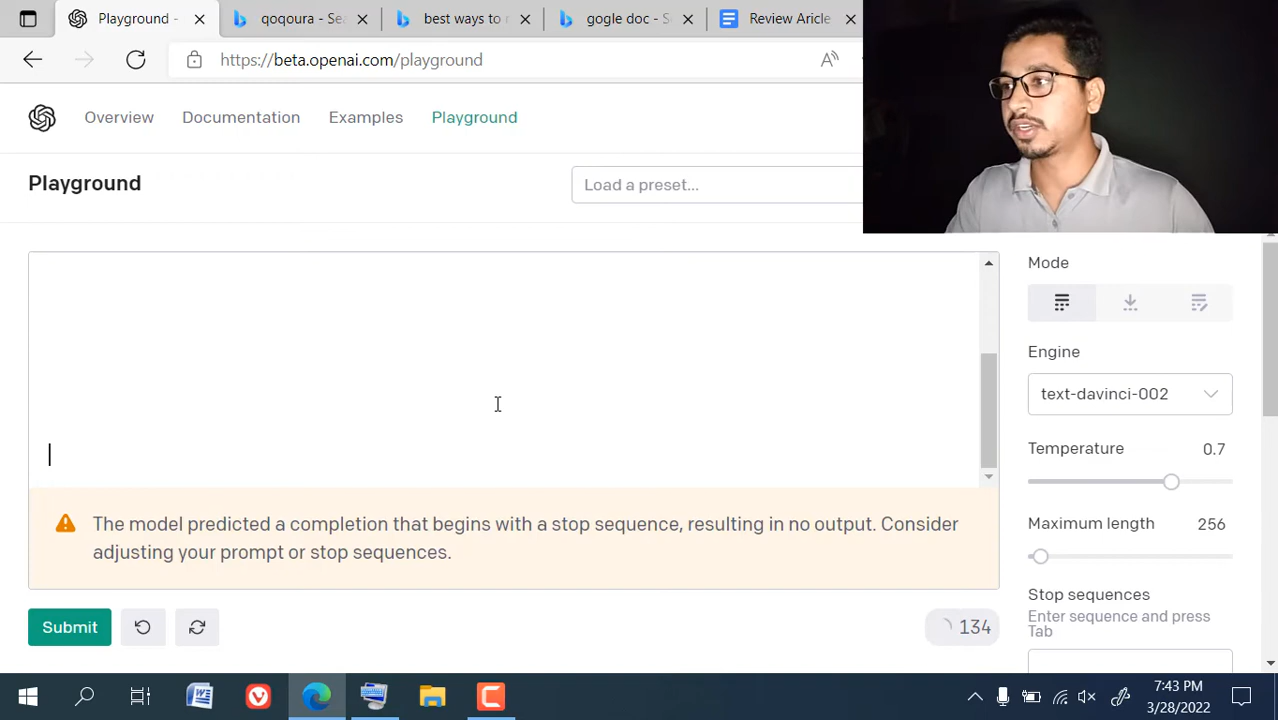 Playground -
qoqoura - Sea
best ways to r
gogle doc - Se
Review Aricle
https://beta.openai.com/playground
Overview
Documentation
Examples
Playground
Playground
Load a preset...
Mode
Engine
text-davinci-002
Temperature
0.7
Maximum length
256
Stop sequences
Enter sequence and press
Tab
The model predicted a completion that begins with a stop sequence, resulting in no output. Consider
adjusting your prompt or stop sequences.
Submit
134
7:43 PM
3/28/2022